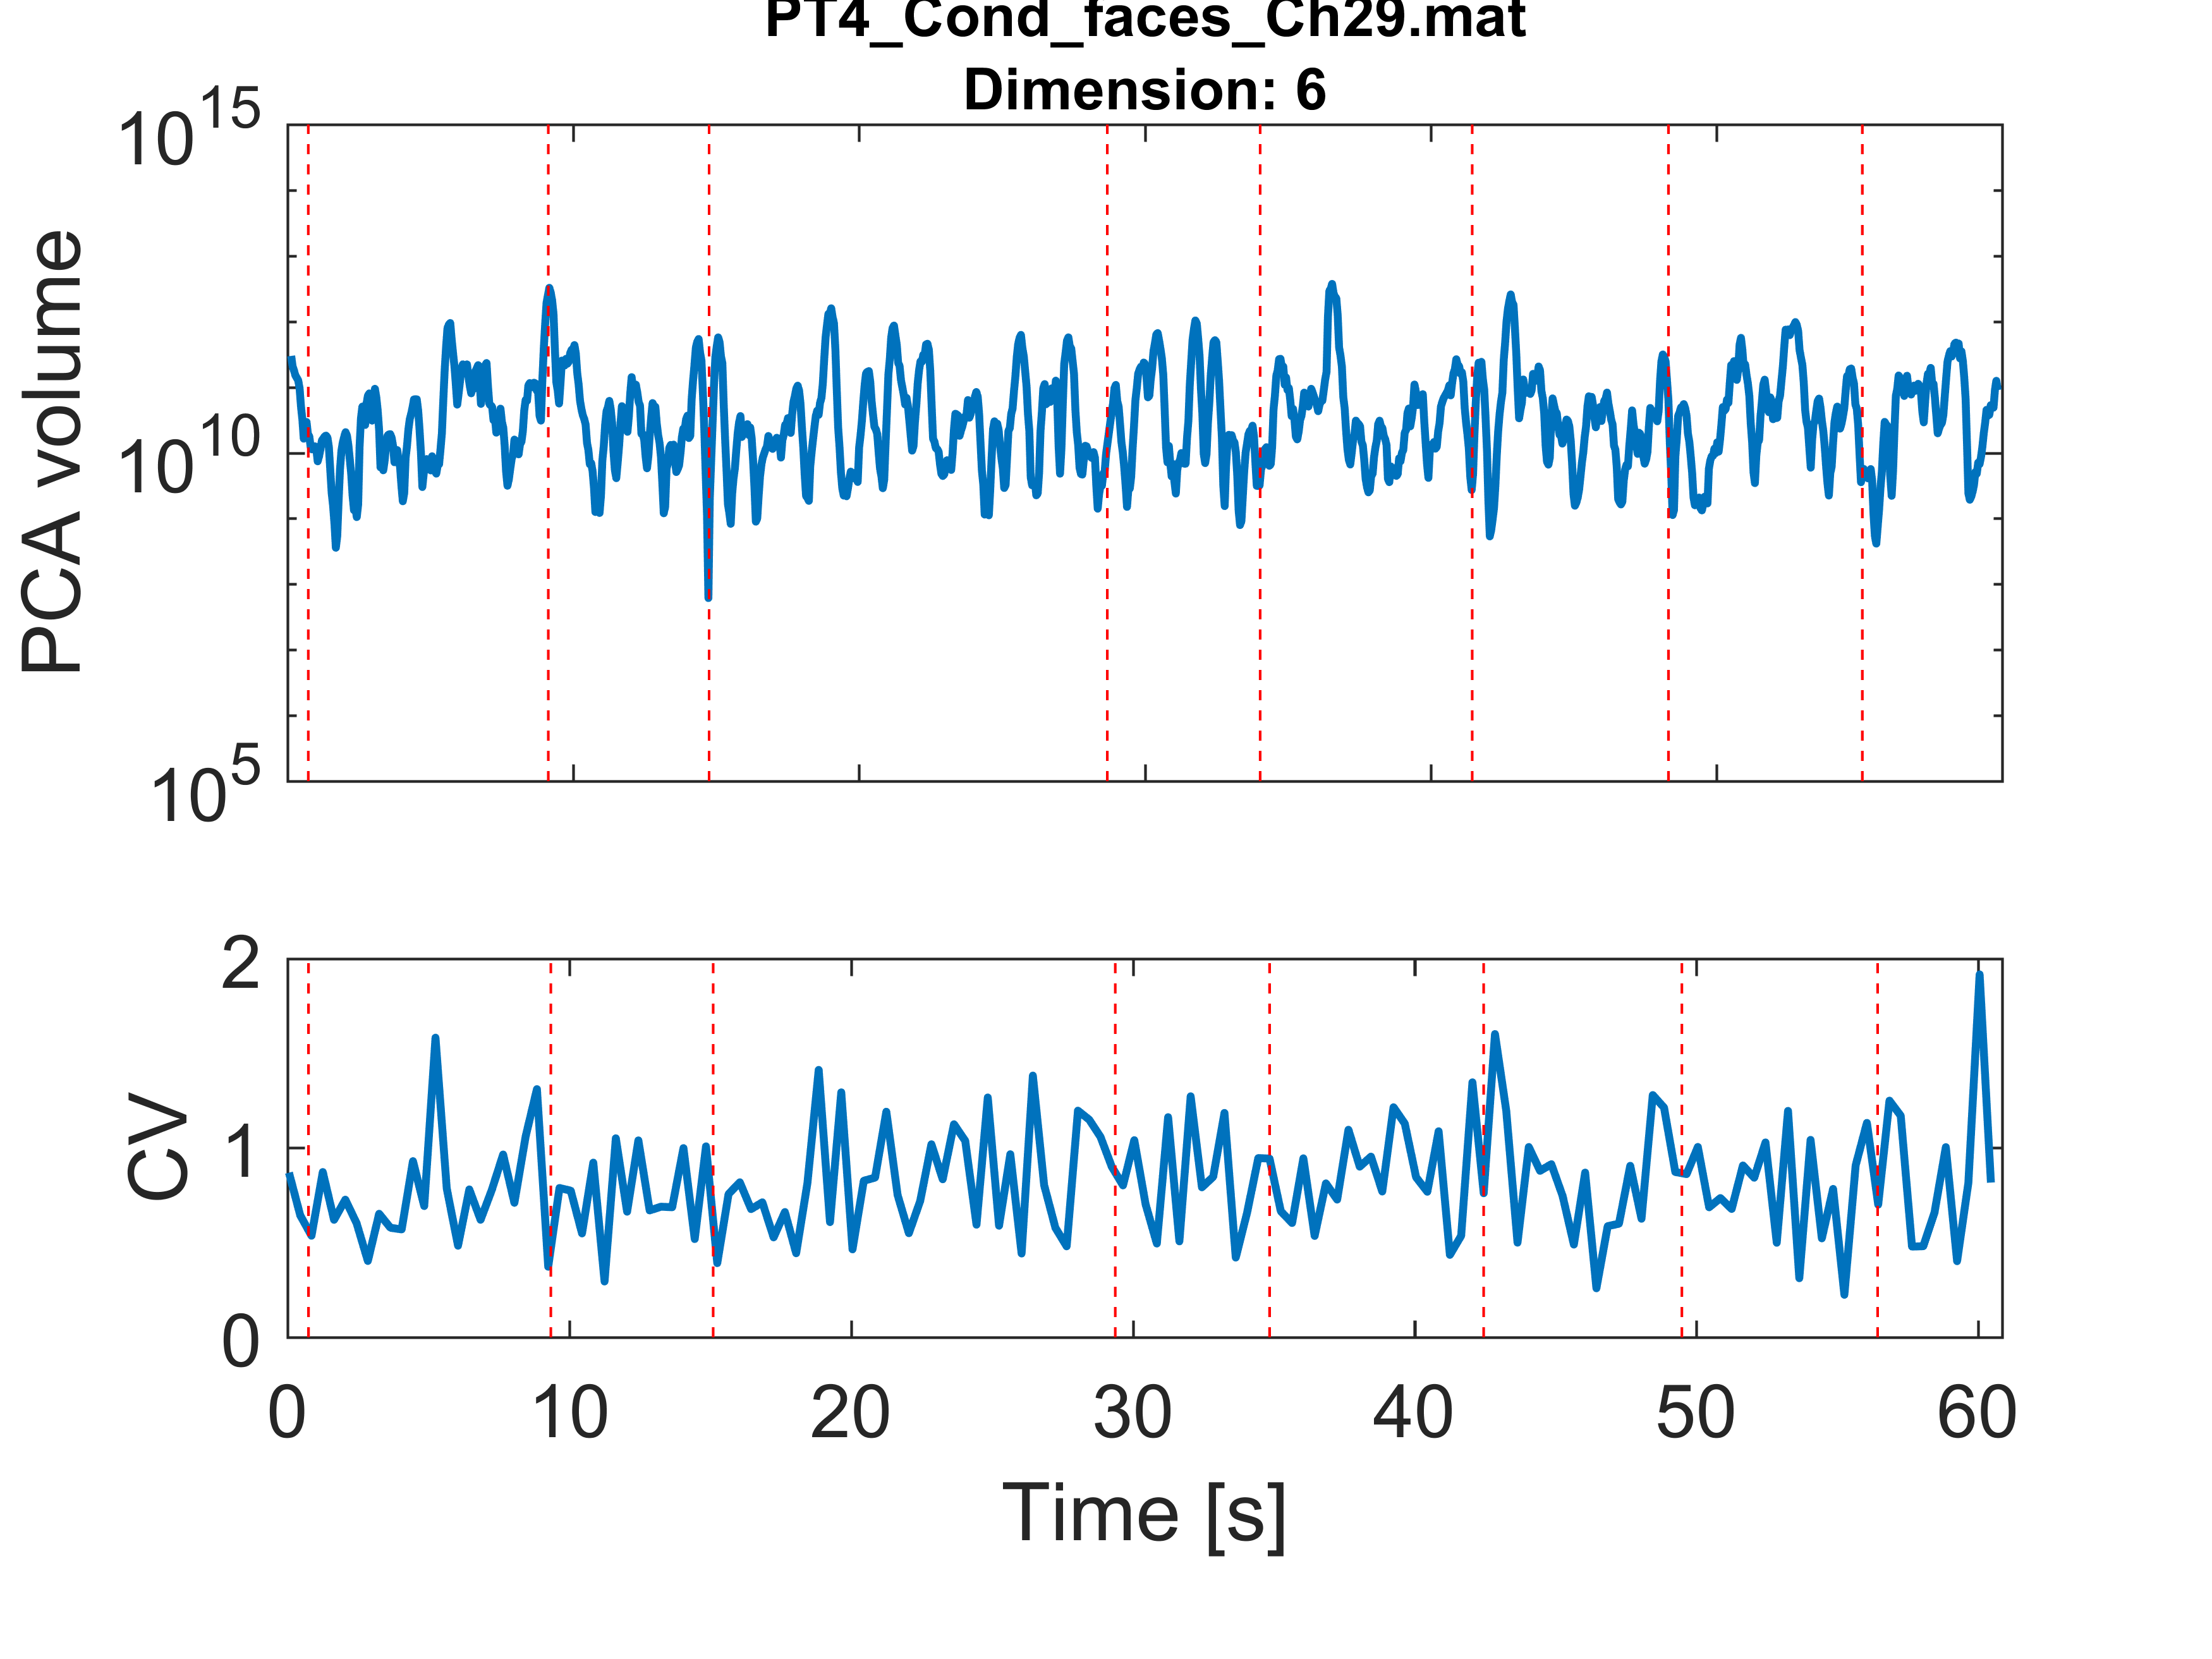 PT4_Cond_faces_Ch29.mat
Dimension: 6
10^15
10^10
10^5
PCA volume
2
1
0
CV
0 10 20 30 40 50 60
Time [s]